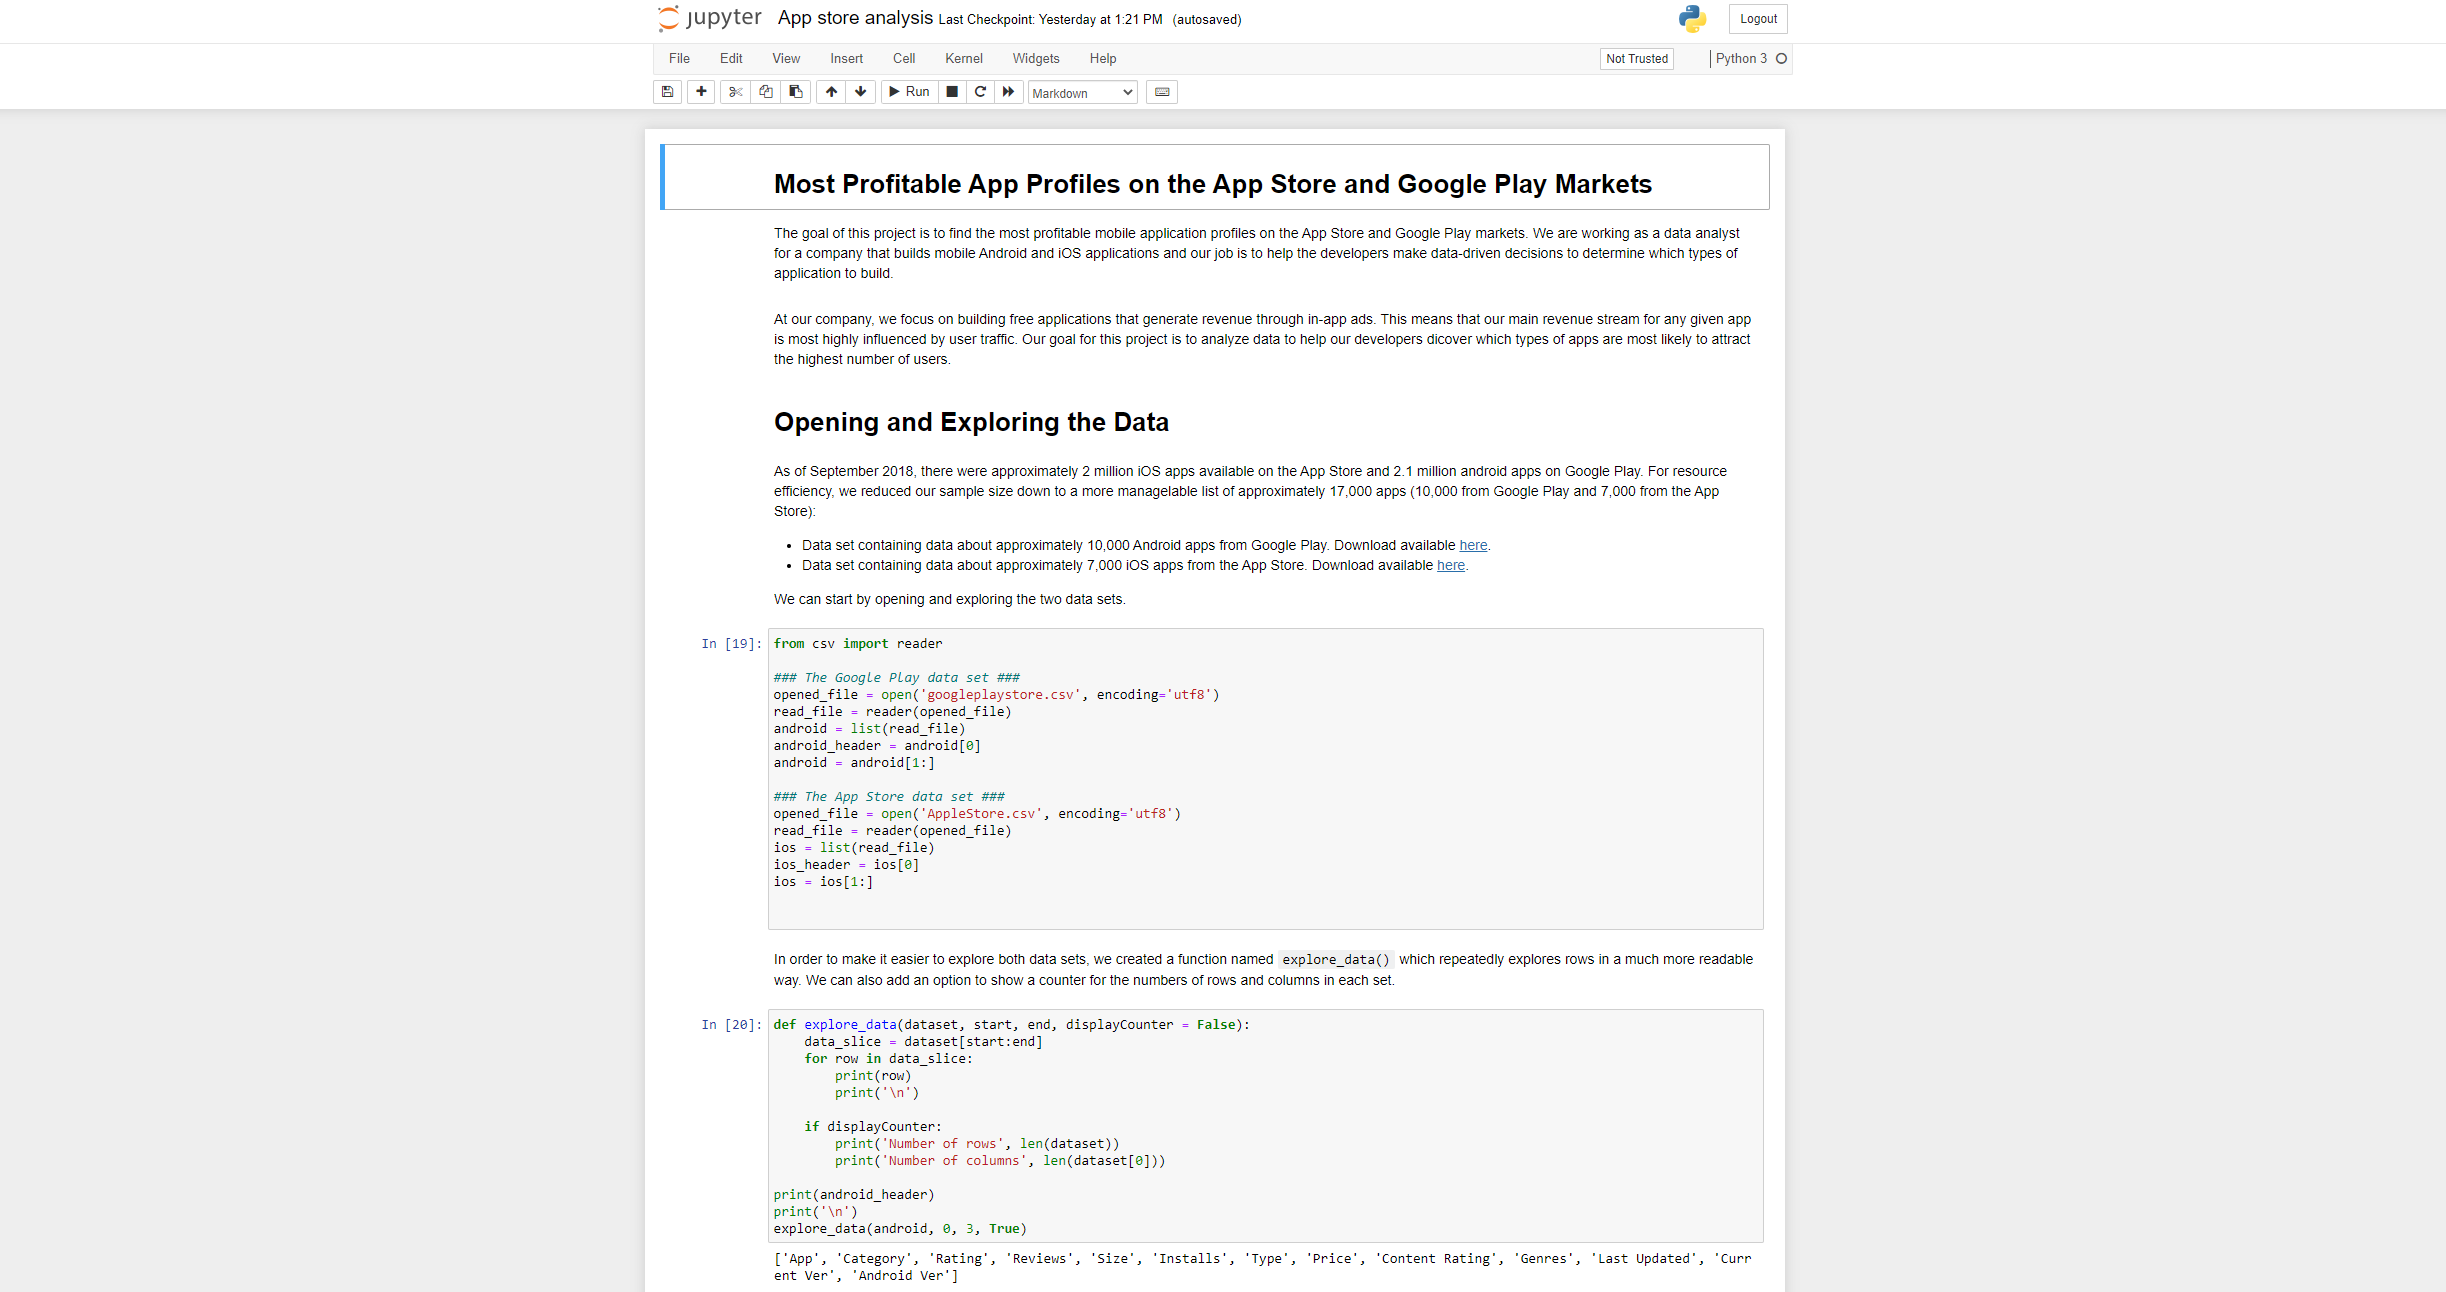 jupyter App store analysis Last Checkpoint: Yesterday at 1:21 PM (autosaved) Logout
File Edit View Insert Cell Kernel Widgets Help Not Trusted Python 3
Run Markdown
Most Profitable App Profiles on the App Store and Google Play Markets
The goal of this project is to find the most profitable mobile application profiles on the App Store and Google Play markets. We are working as a data analyst
for a company that builds mobile Android and iOS applications and our job is to help the developers make data-driven decisions to determine which types of
application to build.
At our company, we focus on building free applications that generate revenue through in-app ads. This means that our main revenue stream for any given app
is most highly influenced by user traffic. Our goal for this project is to analyze data to help our developers dicover which types of apps are most likely to attract
the highest number of users.
Opening and Exploring the Data
As of September 2018, there were approximately 2 million iOS apps available on the App Store and 2.1 million android apps on Google Play. For resource
efficiency, we reduced our sample size down to a more managelable list of approximately 17,000 apps (10,000 from Google Play and 7,000 from the App
Store):
• Data set containing data about approximately 10,000 Android apps from Google Play. Download available here.
• Data set containing data about approximately 7,000 iOS apps from the App Store. Download available here.
We can start by opening and exploring the two data sets.
In [19]: from csv import reader
### The Google Play data set ###
opened_file = open('googleplaystore.csv', encoding='utf8')
read_file = reader(opened_file)
android = list(read_file)
android_header = android[0]
android = android[1:]
### The App Store data set ###
opened_file = open('AppleStore.csv', encoding='utf8')
read_file = reader(opened_file)
ios = list(read_file)
ios_header = ios[0]
ios = ios[1:]
In order to make it easier to explore both data sets, we created a function named explore_data() which repeatedly explores rows in a much more readable
way. We can also add an option to show a counter for the numbers of rows and columns in each set.
In [20]: def explore_data(dataset, start, end, displayCounter = False):
data_slice = dataset[start:end]
for row in data_slice:
print(row)
print('\n')
if displayCounter:
print('Number of rows', len(dataset))
print('Number of columns', len(dataset[0]))
print(android_header)
print('\n')
explore_data(android, 0, 3, True)
['App', 'Category', 'Rating', 'Reviews', 'Size', 'Installs', 'Type', 'Price', 'Content Rating', 'Genres', 'Last Updated', 'Curr
ent Ver', 'Android Ver']